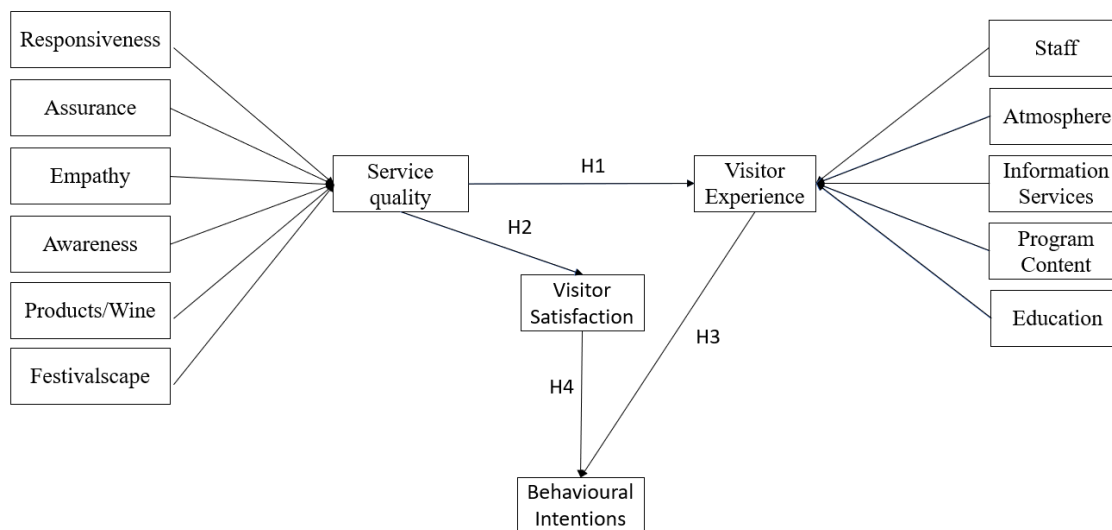 Responsiveness
Assurance
Empathy
Awareness
Products/Wine
Festivalscape
Service
quality
H1
H2
Visitor
Satisfaction
H4
H3
Behavioural
Intentions
Visitor
Experience
Staff
Atmosphere
Information
Services
Program
Content
Education